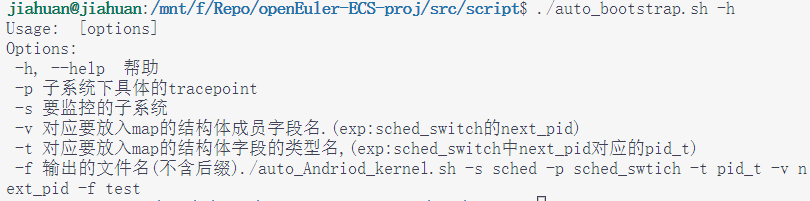 jiahuan@jiahuan:/mnt/f/Repo/openEuler-ECS-proj/src/script$ ./auto_bootstrap.sh -h
Usage:  [options]
Options:
-h, --help  帮助
-p 子系统下具体的tracepoint
-s 要监控的子系统
-v 对应要放入map的结构体成员字段名.(exp:sched_switch的next_pid)
-t 对应要放入map的结构体字段的类型名,(exp:sched_switch中next_pid对应的pid_t)
-f 输出的文件名(不含后缀)./auto_Andriod_kernel.sh -s sched -p sched_swtich -t pid_t -v n
ext_pid -f test